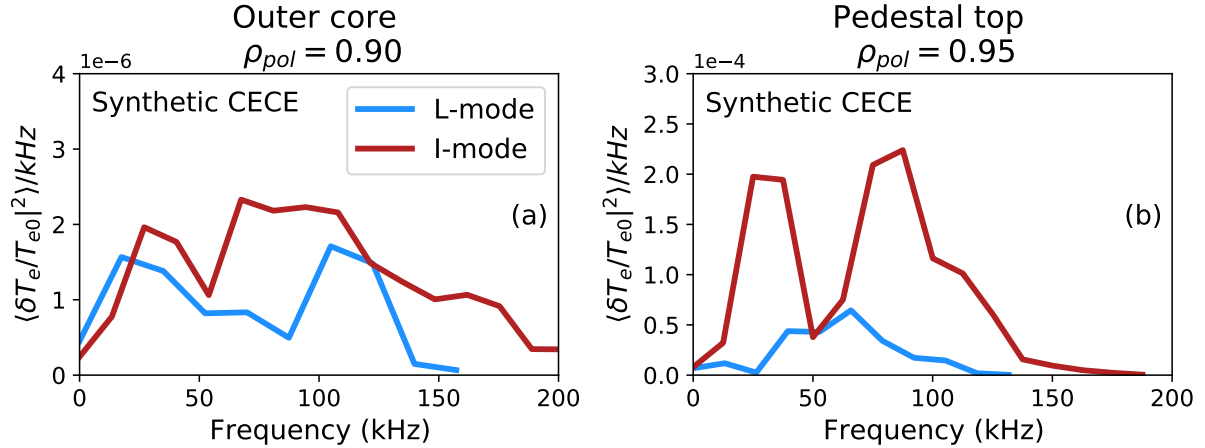 Outer core
ρ_pol = 0.90
1e−6
Synthetic CECE
L-mode
I-mode
(a)
4
3
2
1
0
0 50 100 150 200
Frequency (kHz)
⟨|δT_e/T_e0|^2⟩/kHz
Pedestal top
ρ_pol = 0.95
1e−4
Synthetic CECE
(b)
3.0
2.5
2.0
1.5
1.0
0.5
0.0
0 50 100 150 200
Frequency (kHz)
⟨δT_e/T_e0|^2⟩/kHz